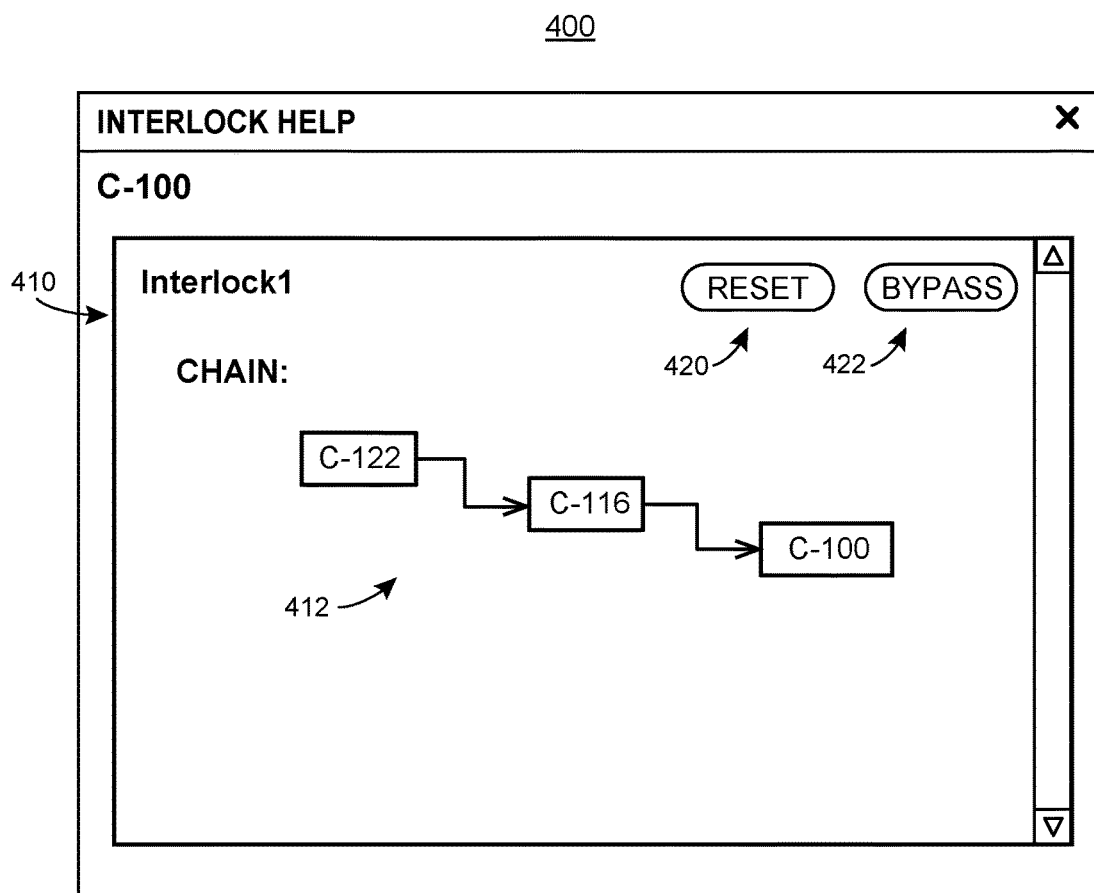 400
INTERLOCK HELP X
C-100
410
Interlock1 RESET BYPASS
420 422
CHAIN:
C-122
C-116
C-100
412